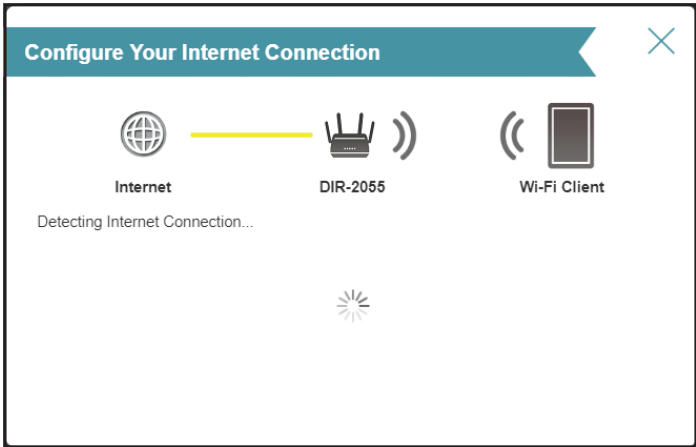 Configure Your Internet Connection
Internet
DIR-2055
Wi-Fi Client
Detecting Internet Connection...